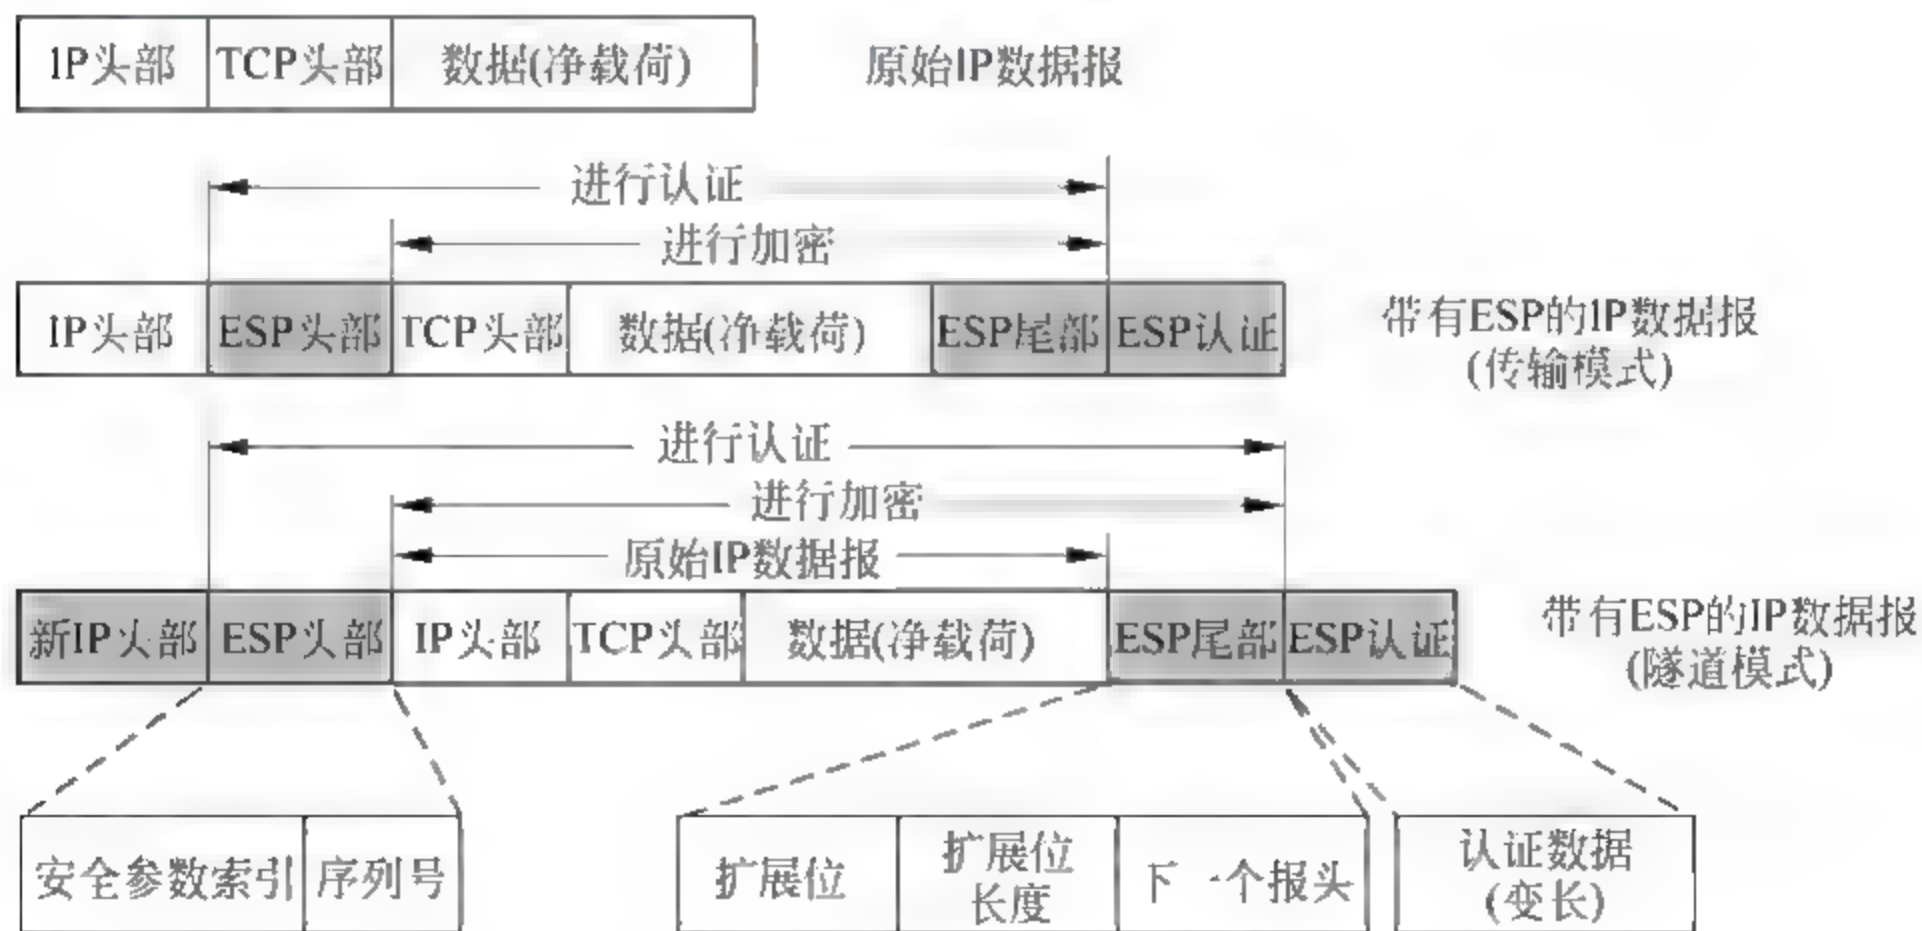 IP头部 TCP头部 数据(净载荷) 原始IP数据报
进行认证
进行加密
IP头部 ESP头部 TCP头部 数据(净载荷) ESP尾部 ESP认证 带有ESP的IP数据报
(传输模式)
进行认证
进行加密
原始IP数据报
新IP头部 ESP头部 IP头部 TCP头部 数据(净载荷) ESP尾部 ESP认证 带有ESP的IP数据报
(隧道模式)
安全参数索引 序列号 扩展位 扩展位
长度 下一个报头 认证数据
(变长)